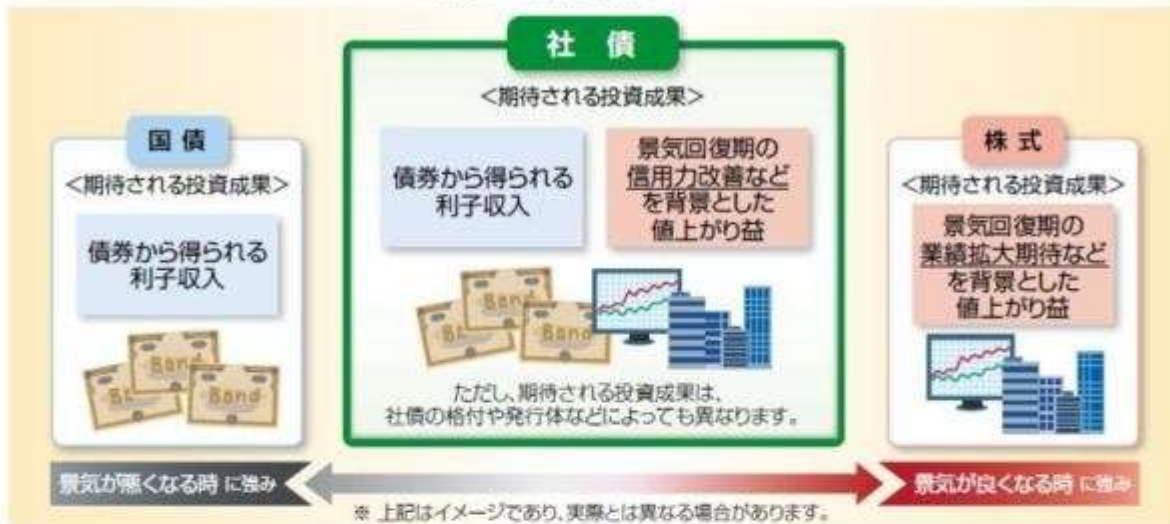 社債
<期待される投資成果>
債券から得られる
利子収入
景気回復期の
信用力改善など
を背景とした
値上がり益
Bond
Bond
Bond
ただし、期待される投資成果は、
社債の格付や発行体などによっても異なります。
国債
<期待される投資成果>
債券から得られる
利子収入
Bond
Bond
Bond
株式
<期待される投資成果>
景気回復期の
業績拡大期待など
を背景とした
値上がり益
景気が悪くなる時に強み
景気が良くなる時に強み
※ 上記はイメージであり、実際とは異なる場合があります。